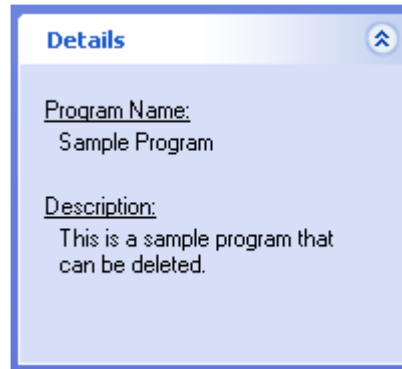 Details
Program Name:
Sample Program
Description:
This is a sample program that
can be deleted.